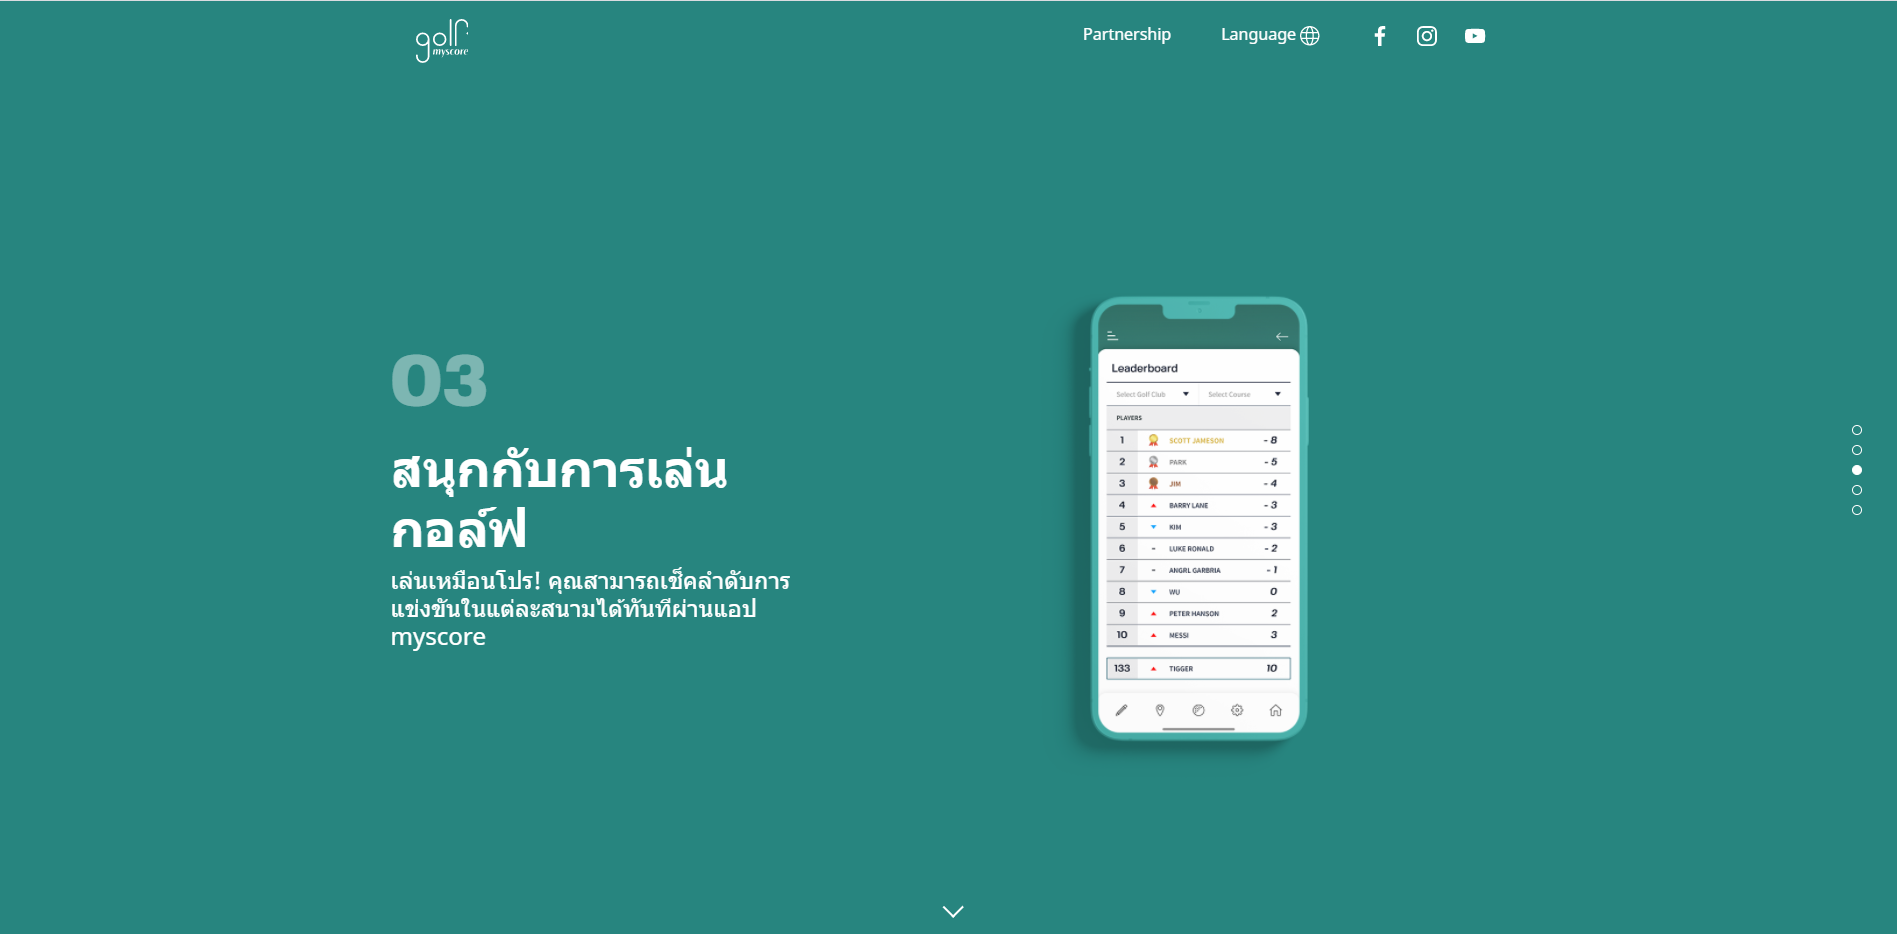 golf
myscore
Partnership
Language
03
สนุกกับการเล่น
กอล์ฟ
เล่นเหมือนโปร! คุณสามารถเช็คลำดับการ
แข่งขันในแต่ละสนามได้ทันทีผ่านแอป
myscore
Leaderboard
Select Golf Club
Select Course
PLAYERS
1 SCOTT JAMESON - 8
2 PARK - 5
3 JIM - 4
4 BARRY LANE - 3
5 KIM - 3
6 - LUKE RONALD - 2
7 - ANGRL GARBRIA - 1
8 WU 0
9 PETER HANSON 2
10 MESSI 3
133 TIGGER 10